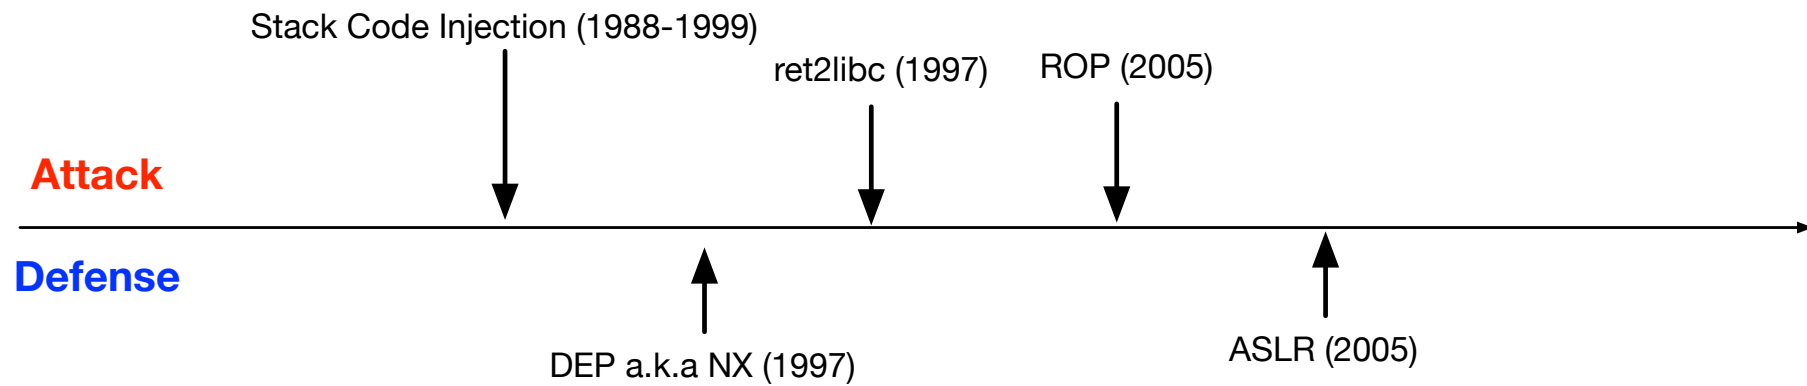 Stack Code Injection (1988-1999)
ret2libc (1997)
ROP (2005)
Attack
Defense
DEP a.k.a NX (1997)
ASLR (2005)